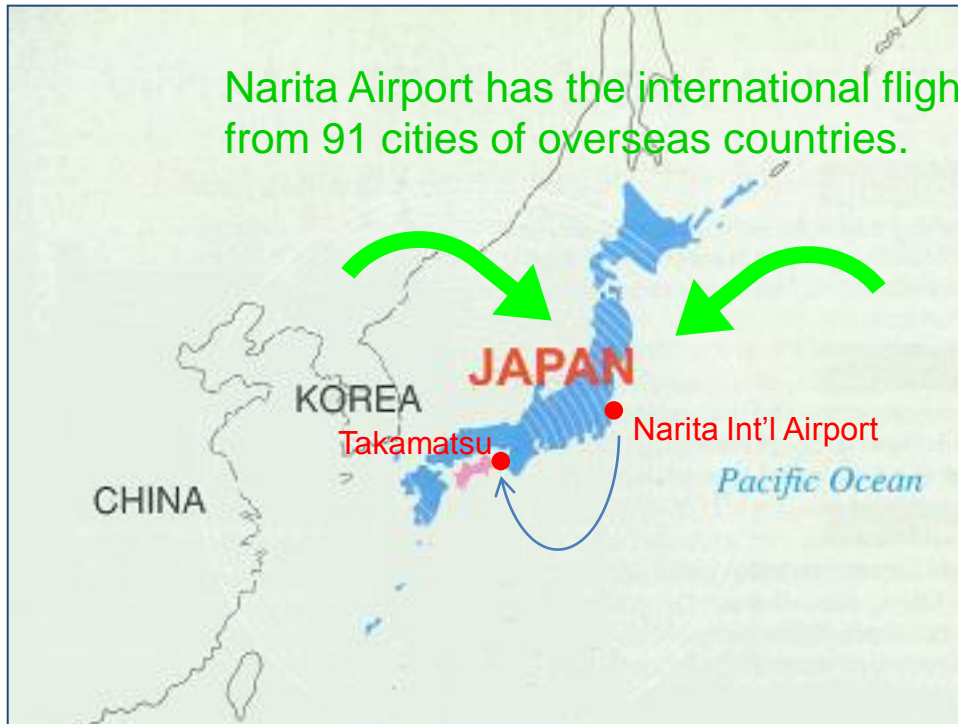 Narita Airport has the international fligh
from 91 cities of overseas countries.
JAPAN
KOREA
Takamatsu
Narita Int'l Airport
CHINA
Pacific Ocean